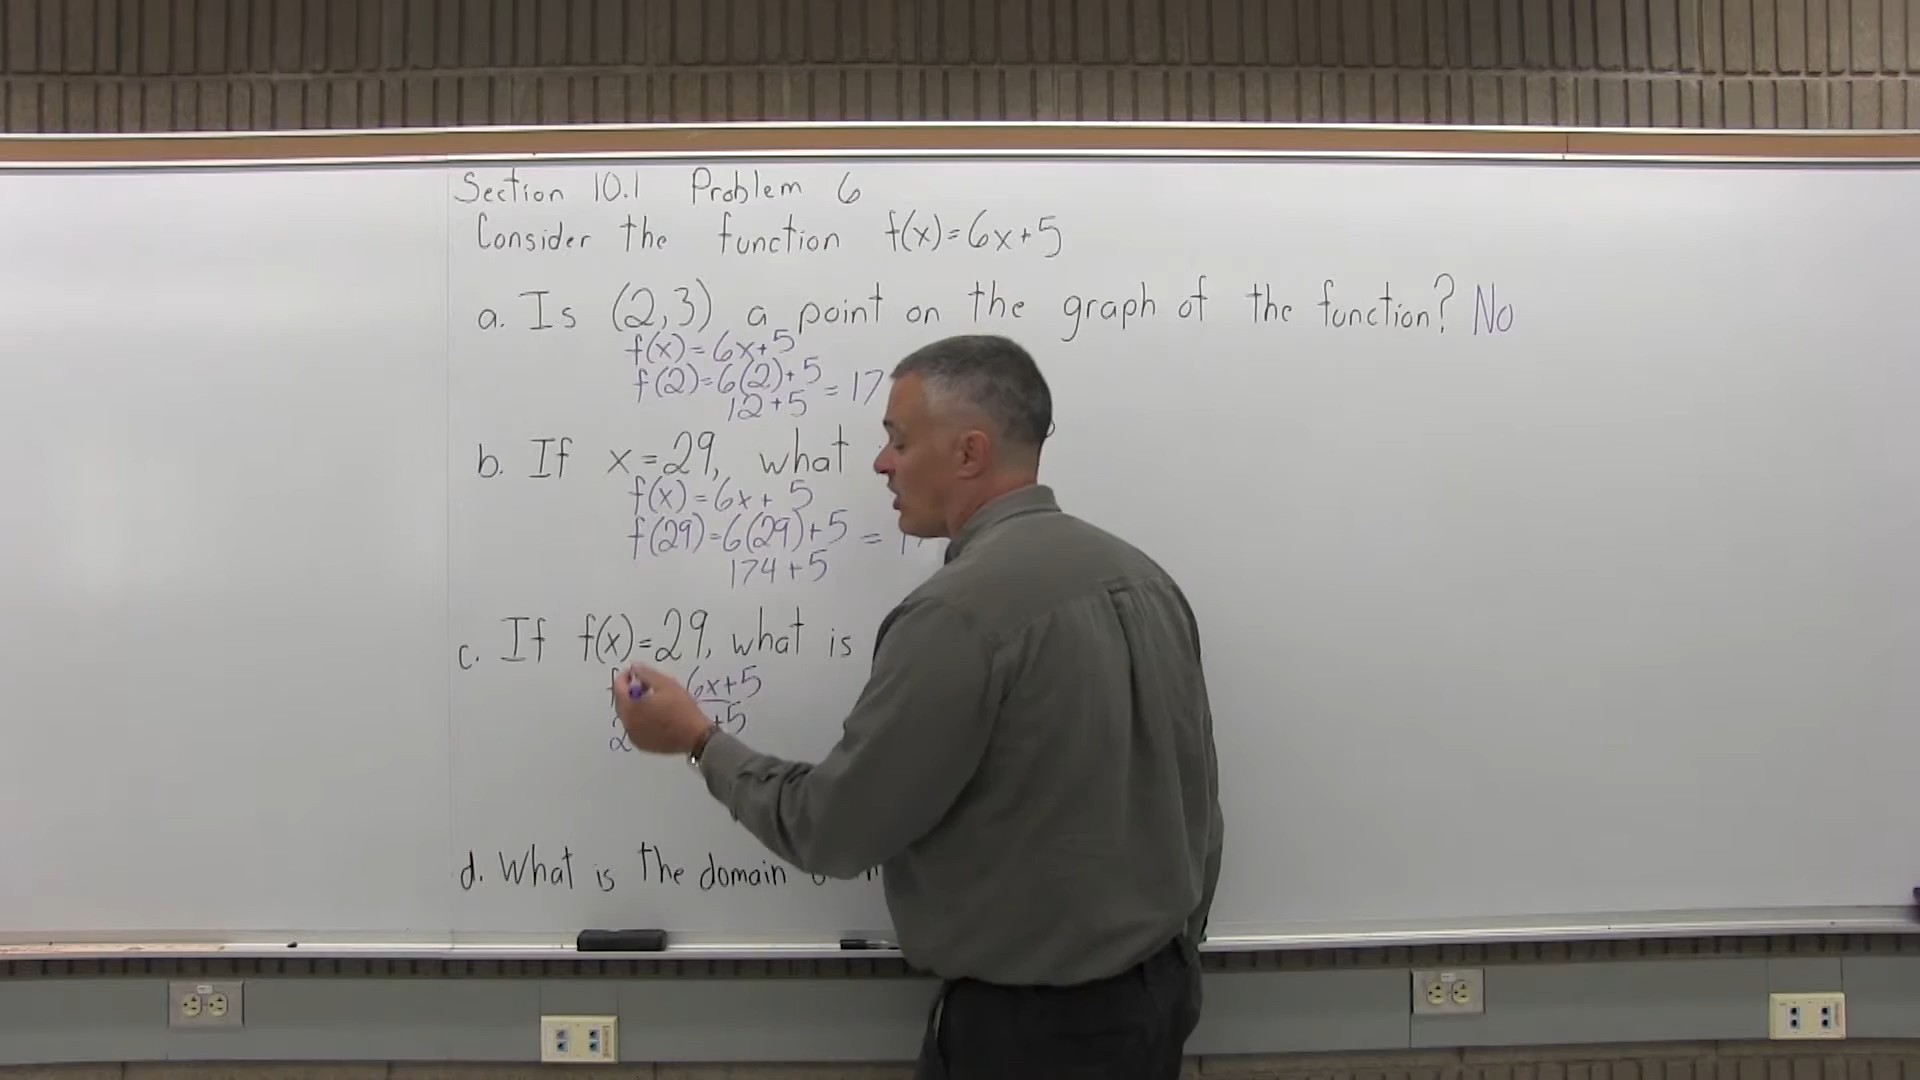 Section 10.1 Problem 6
Consider the function f(x)=6x+5
a. Is (2,3) a point on the graph of the function? No
f(x)=6x+5
f(2)=6(2)+5 = 17
12+5
b. If x=29, what
f(x)=6x+5
f(29)=6(29)+5 =
174+5
c. If f(x)=29, what is
6x+5
+5
d. What is the domain